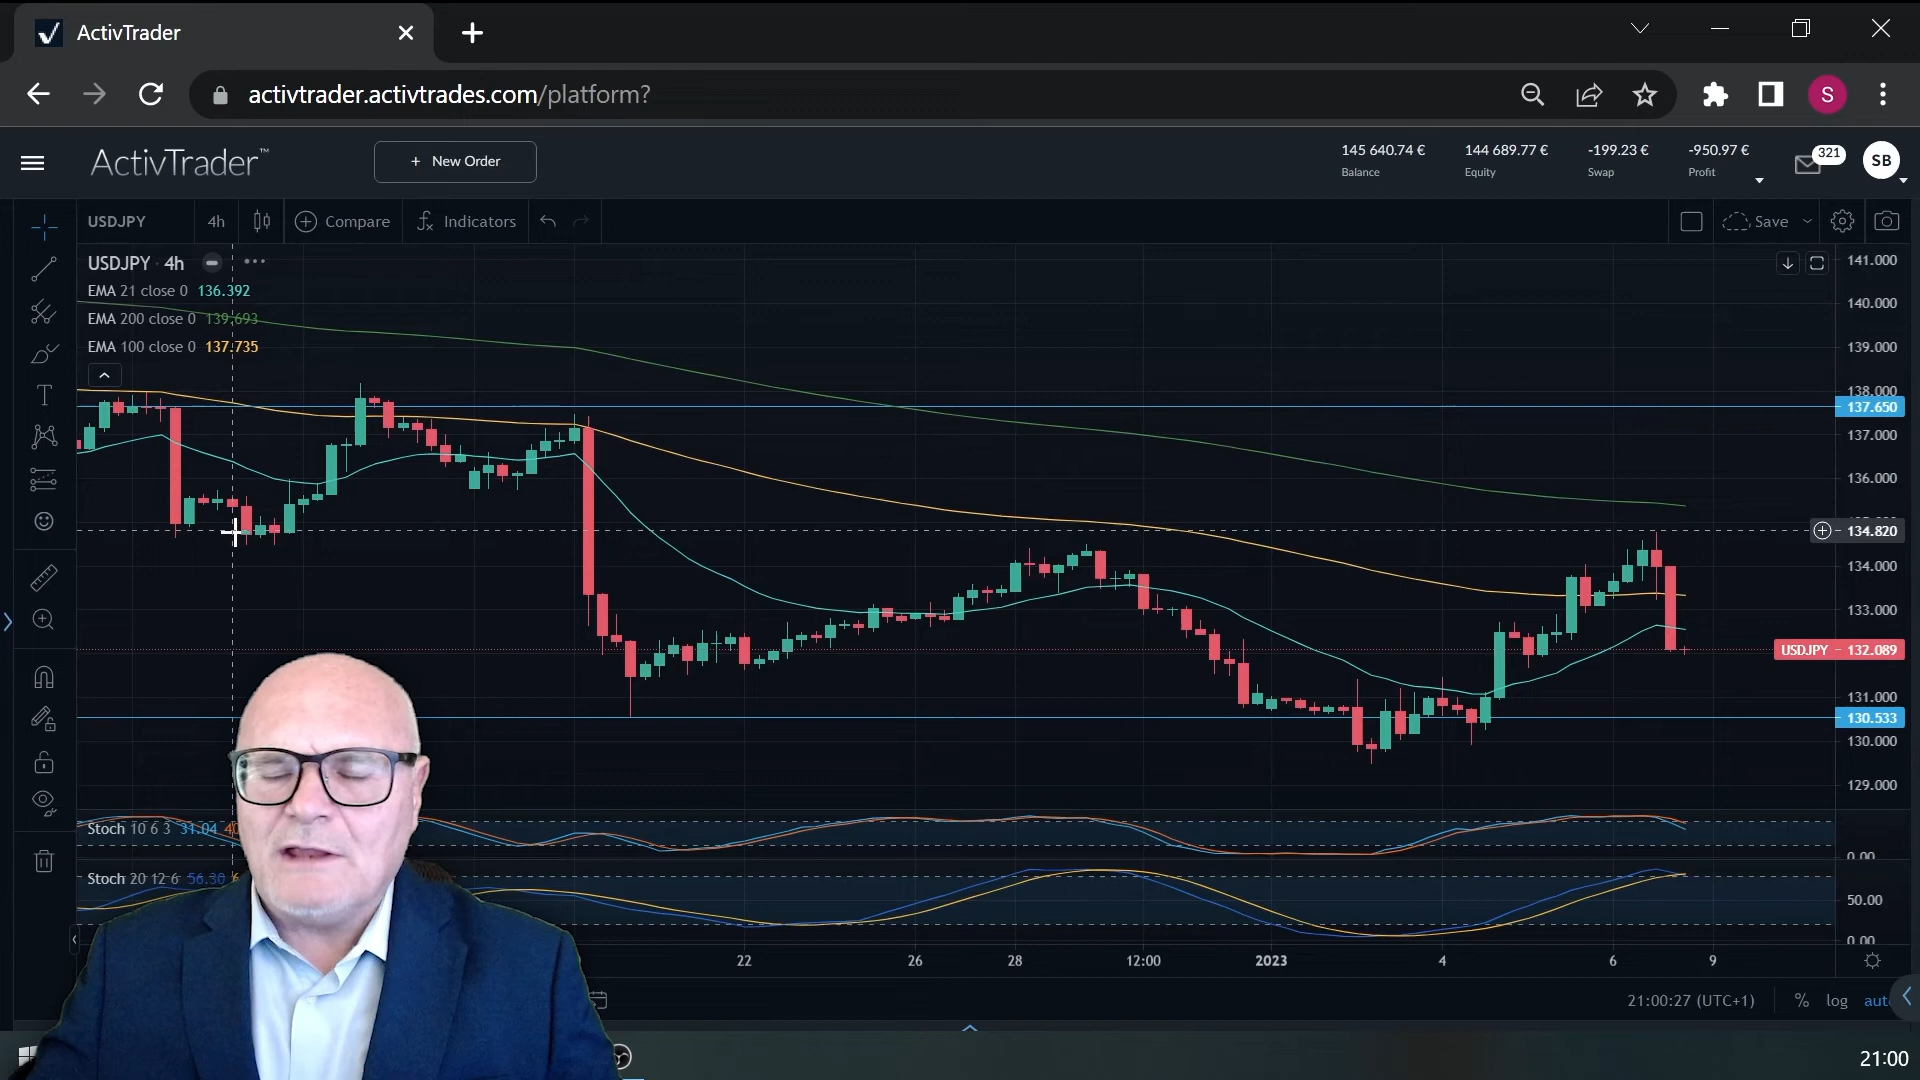 ActivTrader
activtrader.activtrades.com/platform?
S
ActivTrader™
+ New Order
145 640.74 € 144 689.77 € -199.23 € -950.97 €
Balance Equity Swap Profit
321
SB
USDJPY 4h Compare Indicators Save
USDJPY · 4h
EMA 21 close 0 136.392
EMA 200 close 0 139.693
EMA 100 close 0 137.735
141.000
140.000
139.000
138.000
137.650
137.000
136.000
134.820
134.000
133.000
USDJPY 132.089
131.000
130.533
130.000
129.000
Stoch 10 6 3 31.04 40
0.00
Stoch 20 12 6 56.30
50.00
0.00
22 26 28 12:00 2023 4 6 9
21:00:27 (UTC+1) % log
21:00